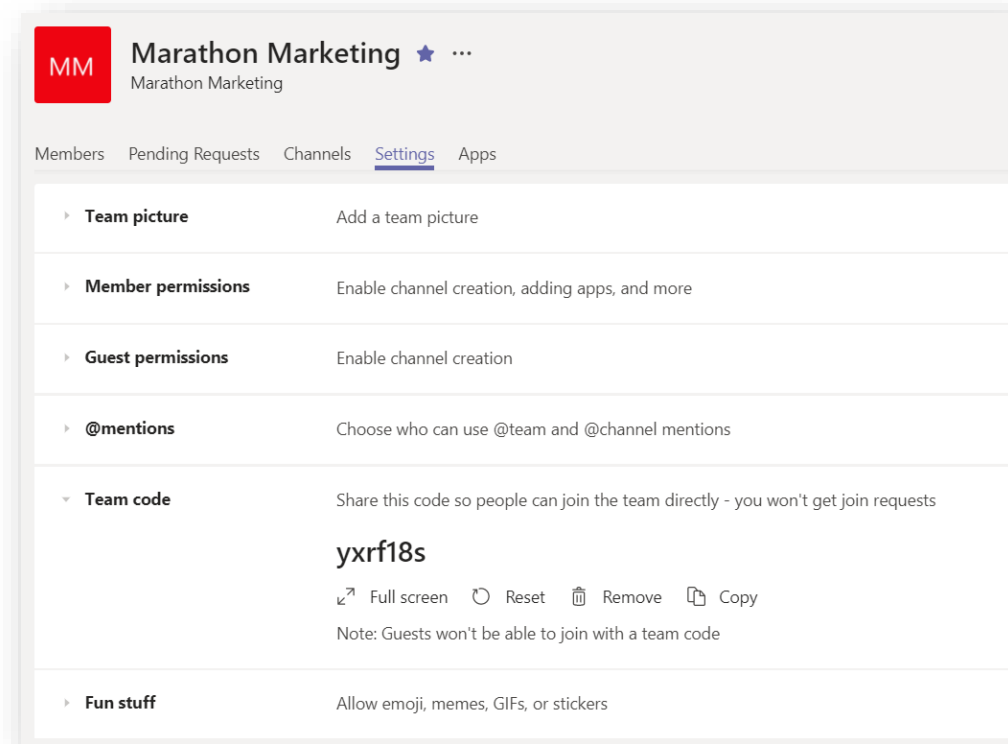 MM
Marathon Marketing ...
Marathon Marketing
Members Pending Requests Channels Settings Apps
Team picture Add a team picture
Member permissions Enable channel creation, adding apps, and more
Guest permissions Enable channel creation
@mentions Choose who can use @team and @channel mentions
Team code Share this code so people can join the team directly - you won't get join requests
yxrf18s
Full screen Reset Remove Copy
Note: Guests won't be able to join with a team code
Fun stuff Allow emoji, memes, GIFs, or stickers